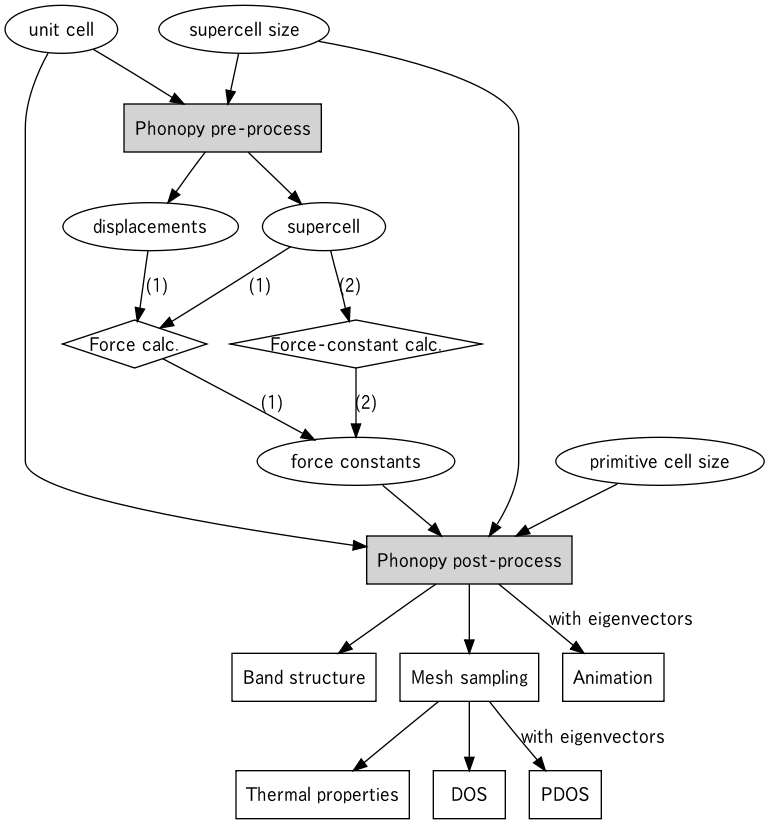 unit cell
supercell size
Phonopy pre-process
displacements
supercell
(1)
(1)
(2)
Force calc.
Force-constant calc.
(1)
(2)
force constants
primitive cell size
Phonopy post-process
with eigenvectors
Band structure
Mesh sampling
Animation
with eigenvectors
Thermal properties
DOS
PDOS